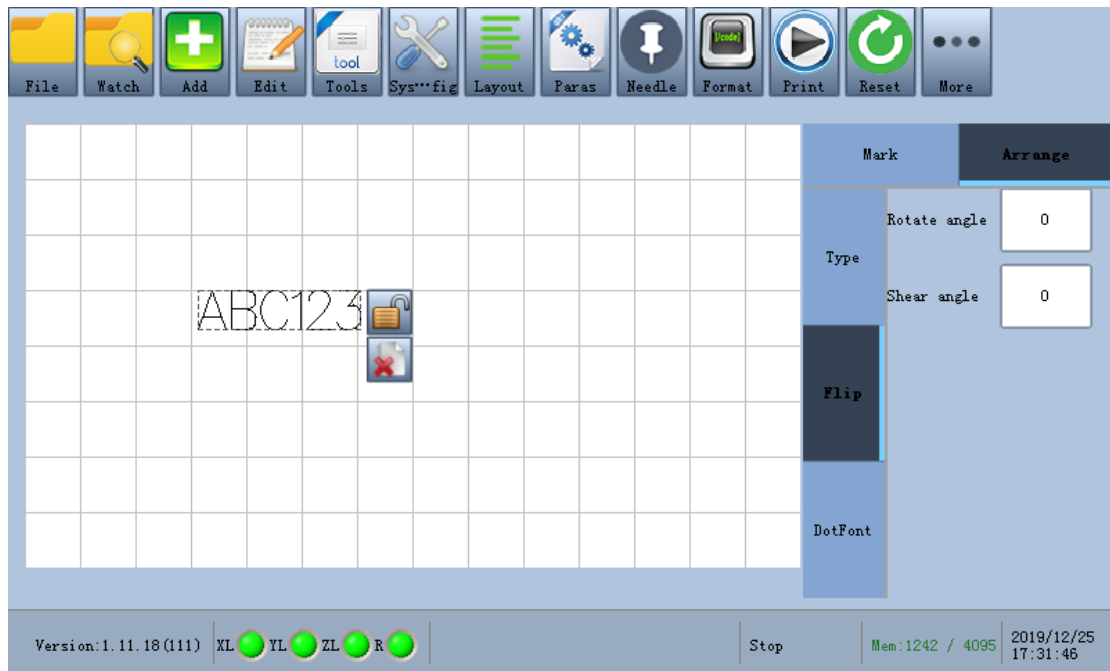 tool
[Vcode]
File Watch Add Edit Tools Sys···fig Layout Paras Needle Format Print Reset More
Mark Arrange
Rotate angle 0
Type
Shear angle 0
ABC123
Flip
DotFont
Version:1.11.18(111) XL YL ZL R Stop Mem:1242 / 4095 2019/12/25
17:31:46